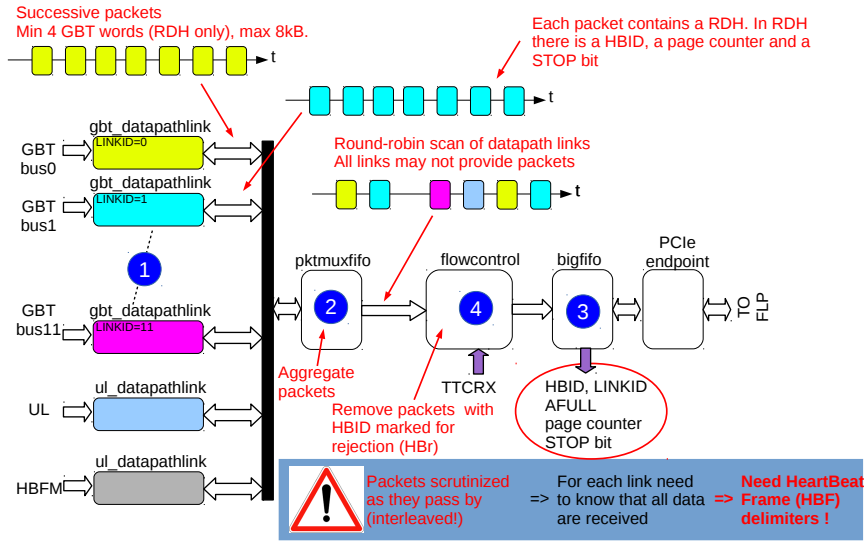 Successive packets
Min 4 GBT words (RDH only), max 8kB.
t
Each packet contains a RDH. In RDH
there is a HBID, a page counter and a
STOP bit
t
gbt_datapathlink
LINKID=0
GBT
bus0
Round-robin scan of datapath links
All links may not provide packets
t
gbt_datapathlink
LINKID=1
GBT
bus1
1
pktmuxfifo
2
flowcontrol
4
bigfifo
3
PCIe
endpoint
TO
FLP
gbt_datapathlink
LINKID=11
GBT
bus11
Aggregate
packets
TTCRX
HBID, LINKID
AFULL
page counter
STOP bit
Remove packets with
HBID marked for
rejection (HBr)
ul_datapathlink
UL
ul_datapathlink
HBFM
Packets scrutinized
as they pass by
(interleaved!)
=> For each link need
to know that all data
are received
=> Need HeartBeat
Frame (HBF)
delimiters !